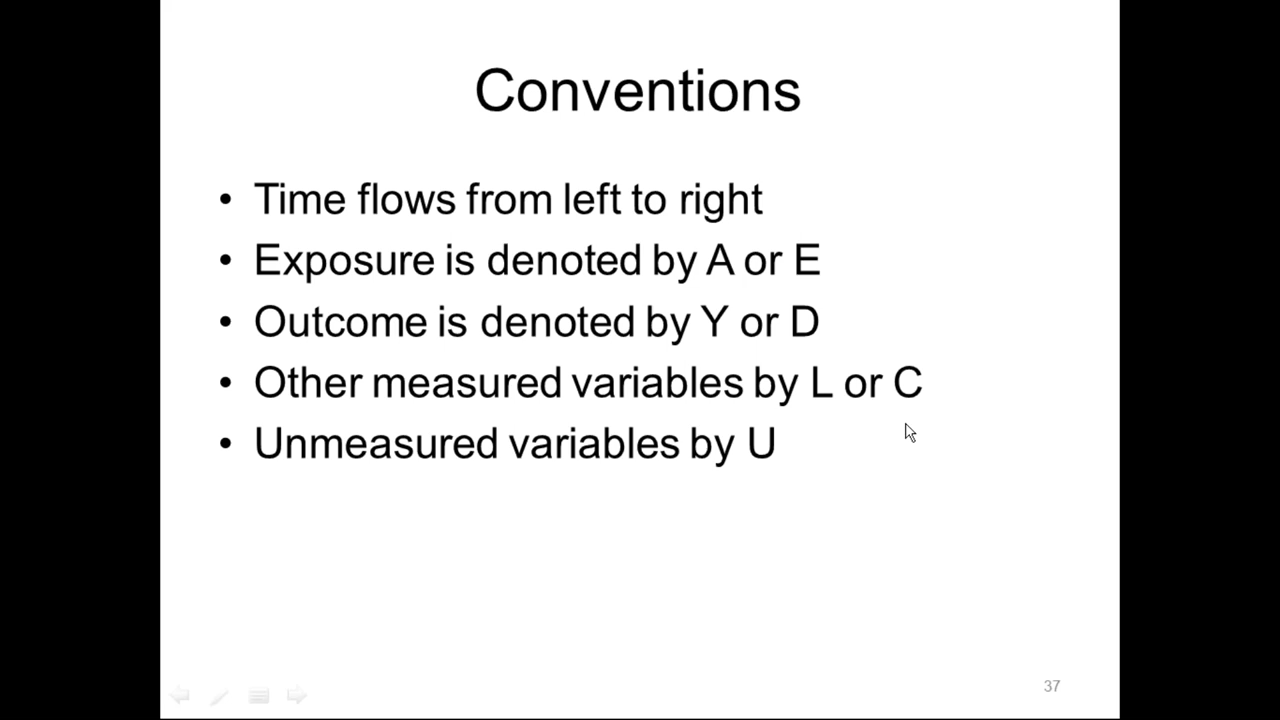 Conventions
• Time flows from left to right
• Exposure is denoted by A or E
• Outcome is denoted by Y or D
• Other measured variables by L or C
• Unmeasured variables by U
37